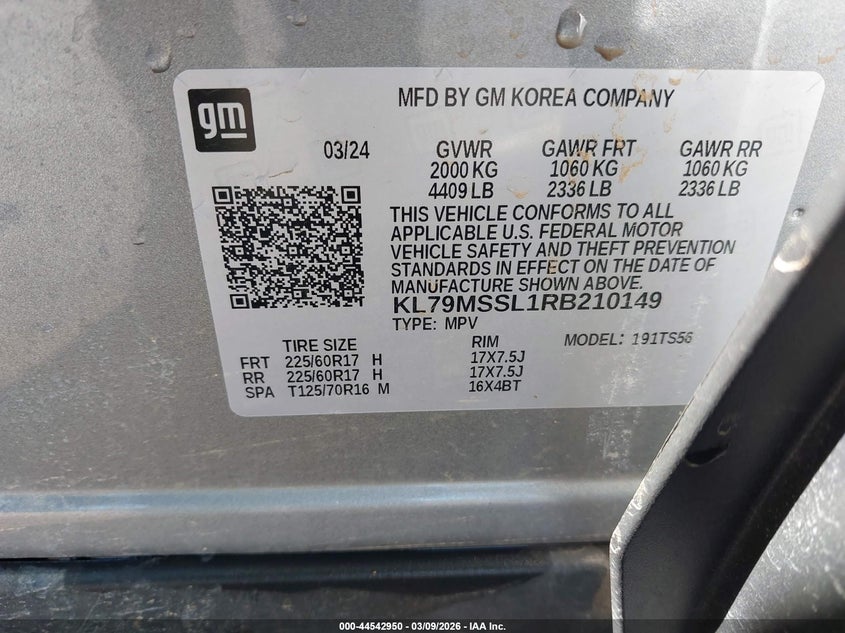 gm
MFD BY GM KOREA COMPANY
03/24 GVWR GAWR FRT GAWR RR
2000 KG 1060 KG 1060 KG
4409 LB 2336 LB 2336 LB
THIS VEHICLE CONFORMS TO ALL
APPLICABLE U.S. FEDERAL MOTOR
VEHICLE SAFETY AND THEFT PREVENTION
STANDARDS IN EFFECT ON THE DATE OF
MANUFACTURE SHOWN ABOVE.
KL79MSSL1RB210149
TYPE: MPV MODEL: 191TS56
TIRE SIZE RIM
FRT 225/60R17 H 17X7.5J
RR 225/60R17 H 17X7.5J
SPA T125/70R16 M 16X4BT
000-44542950 - 03/09/2026 - IAA Inc.